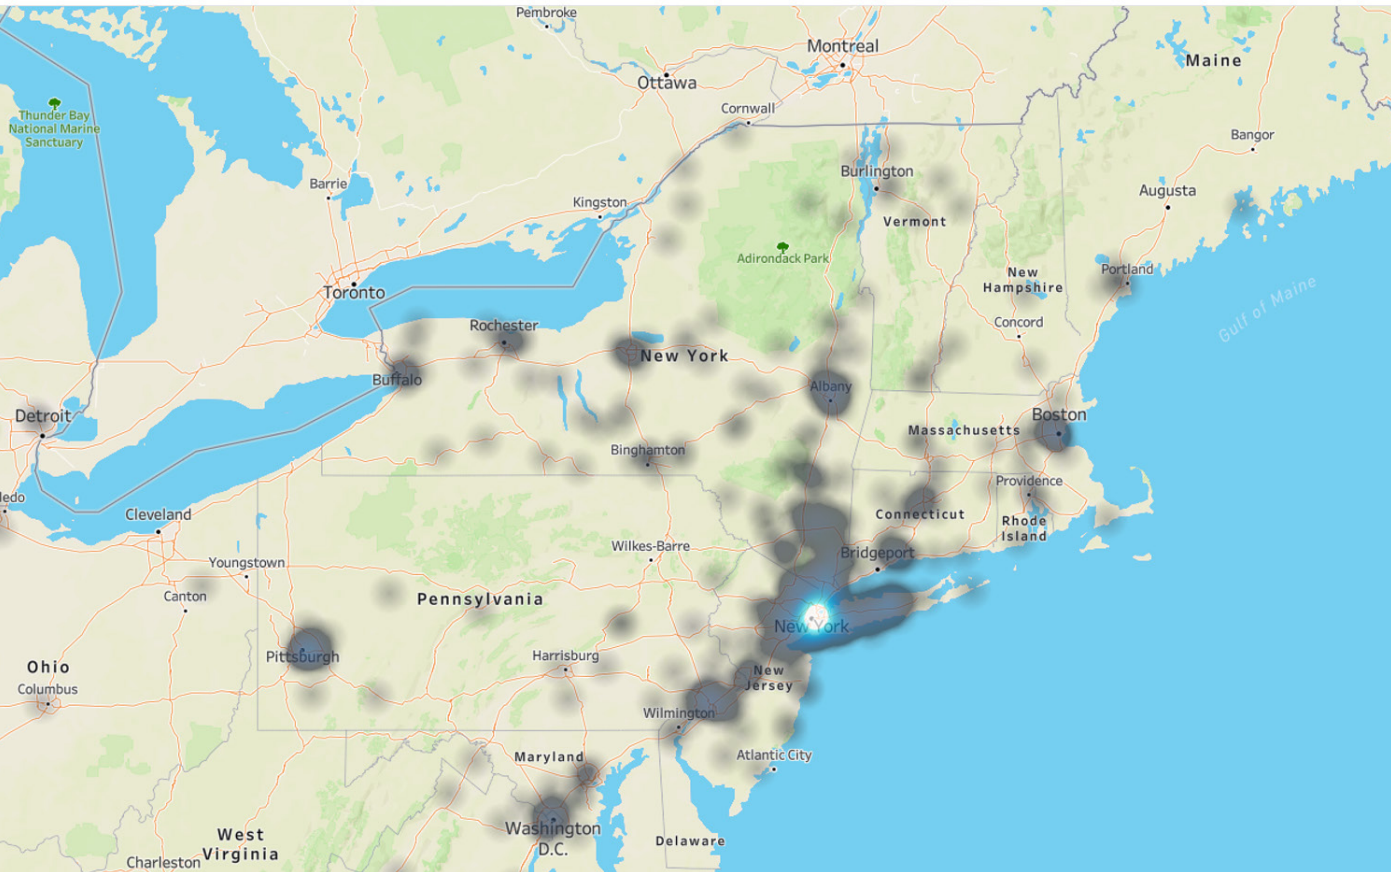 Pembroke
Montreal
Maine
Ottawa
Thunder Bay
National Marine
Sanctuary
Cornwall
Bangor
Burlington
Barrie
Augusta
Kingston
Vermont
Adirondack Park
Portland
New
Hampshire
Gulf of Maine
Toronto
Rochester
Concord
New York
Buffalo
Albany
Detroit
Boston
Massachusetts
Binghamton
Providence
ledo
Cleveland
Connecticut
Rhode
Island
Wilkes-Barre
Bridgeport
Youngstown
Canton
Pennsylvania
New York
Pittsburgh
Harrisburg
Ohio
New
Jersey
Columbus
Wilmington
Maryland
Atlantic City
Washington
D.C.
West
Virginia
Delaware
Charleston